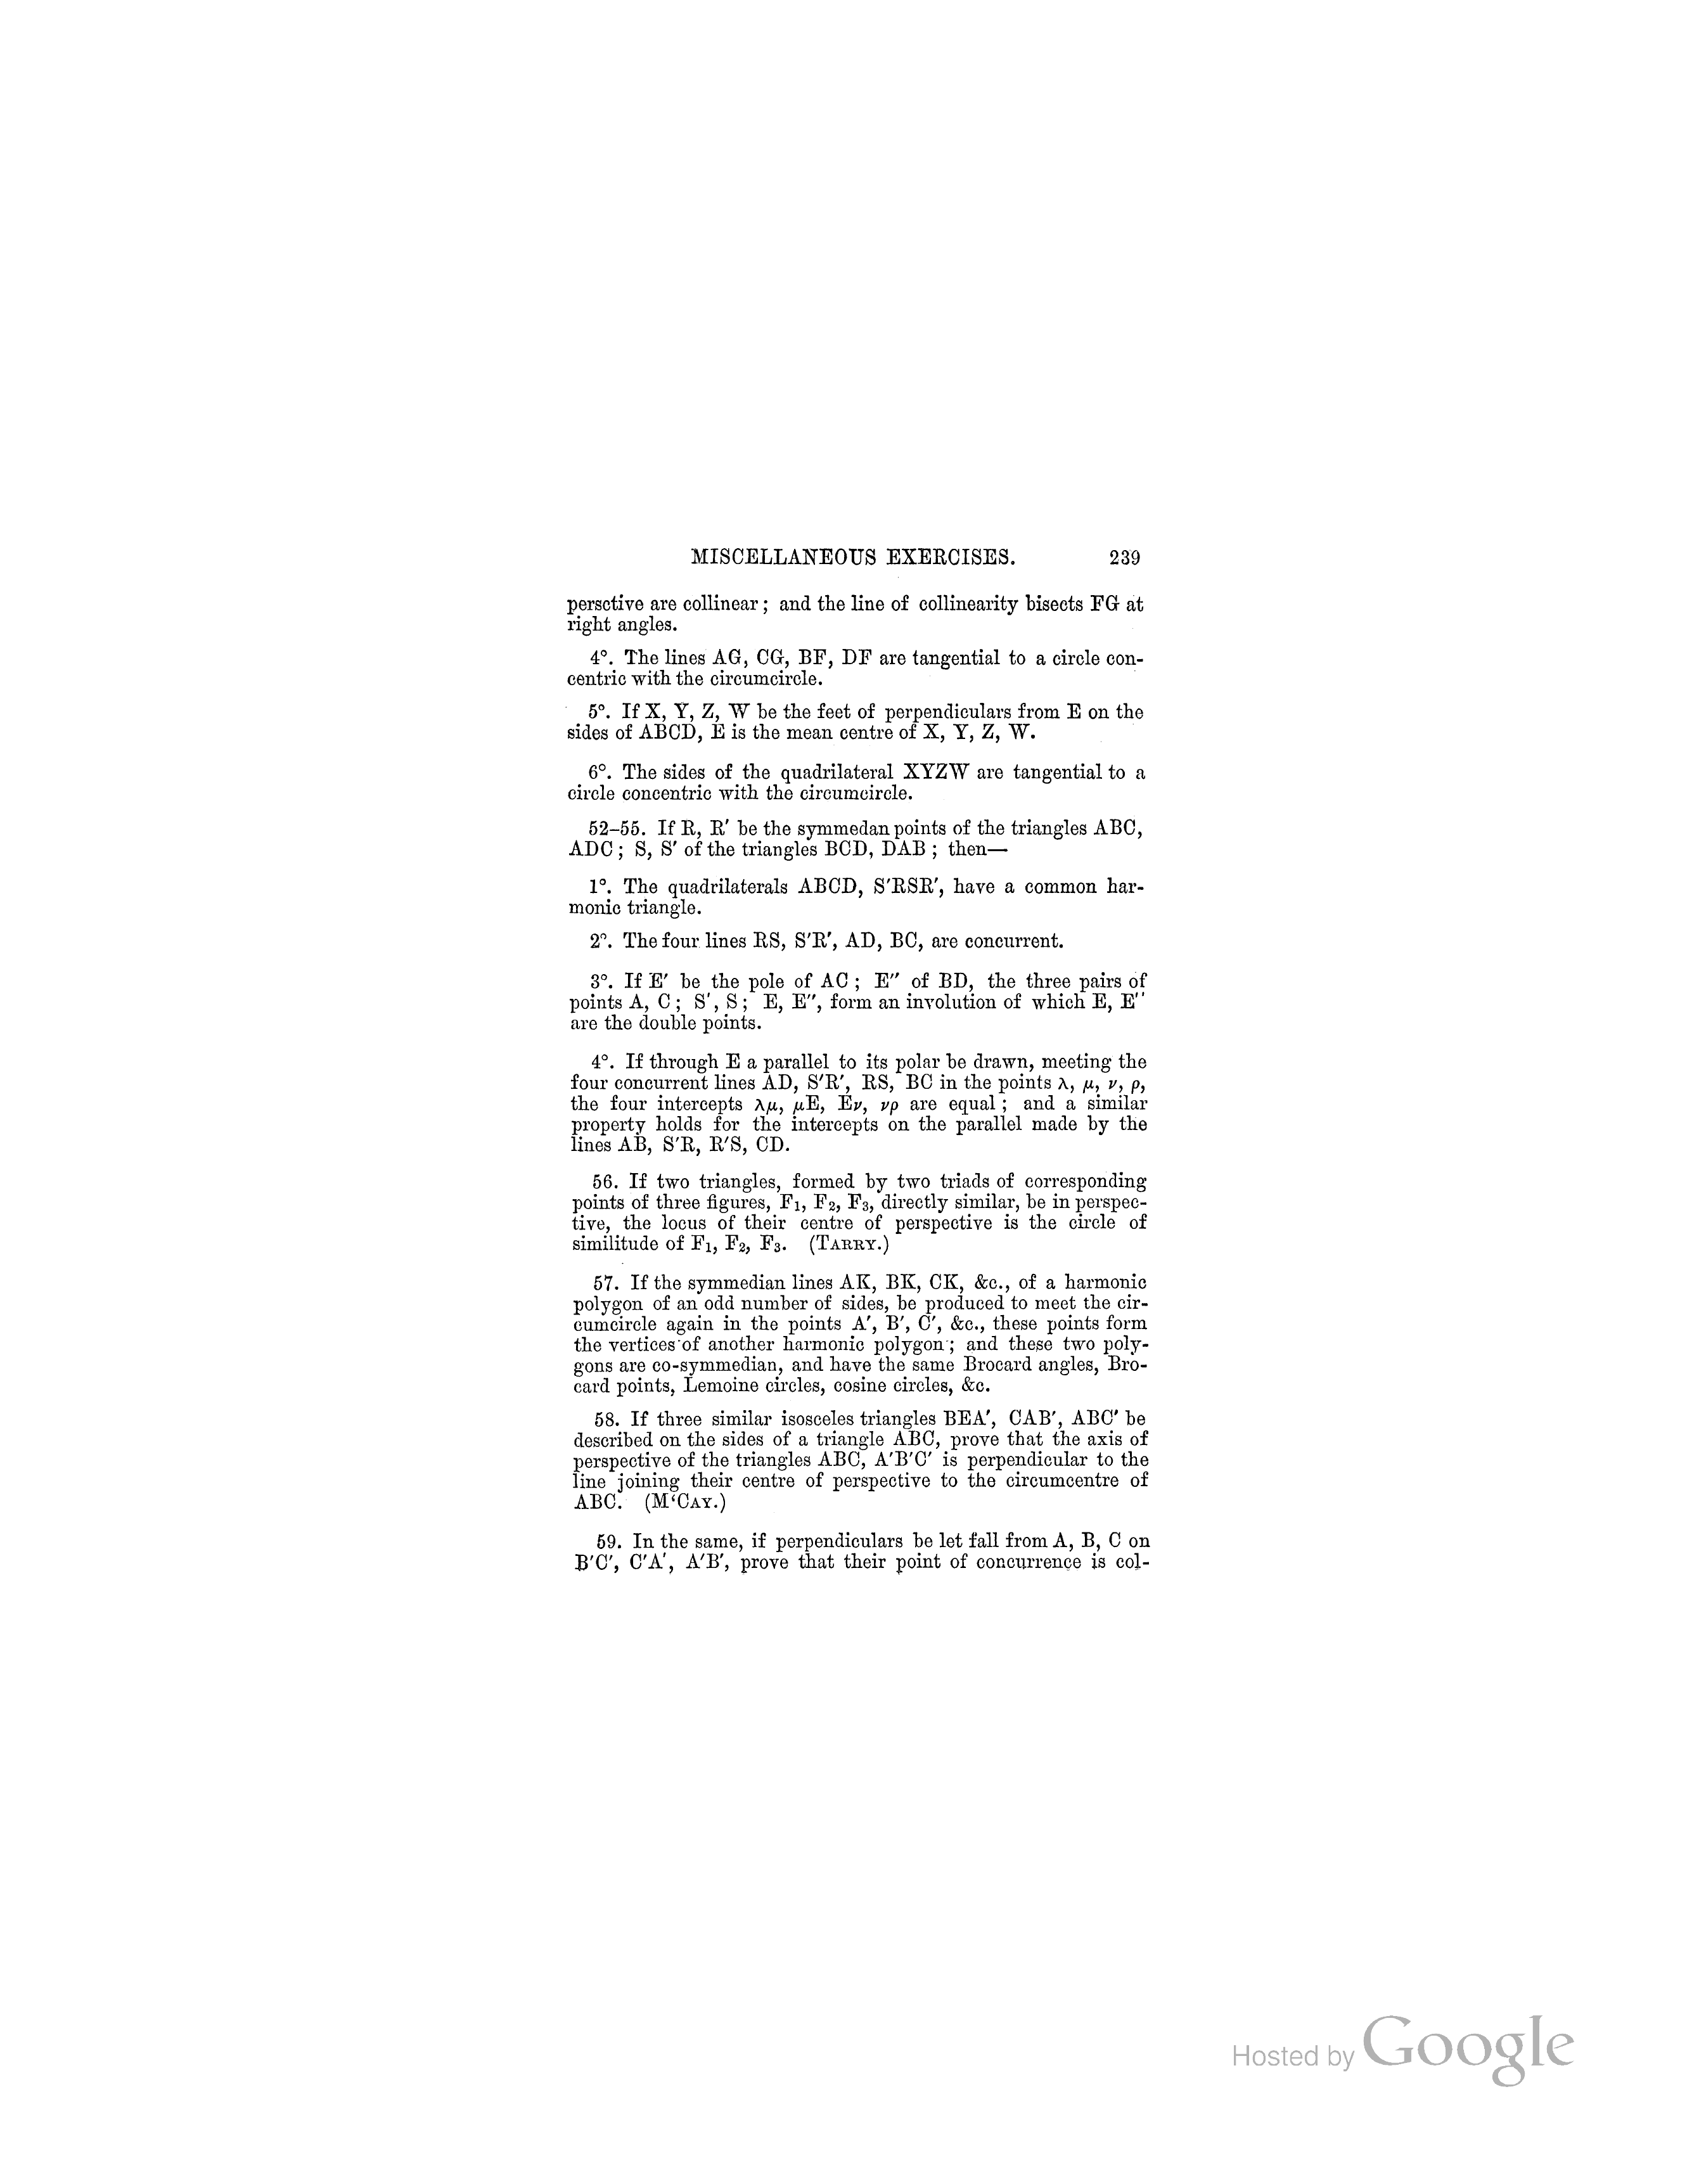 MISCELLANEOUS EXERCISES. 239
persctive are collinear; and the line of collinearity bisects FG at
right angles.
4°. The lines AG, CG, BF, DF are tangential to a circle con-
centric with the circumcircle.
5°. If X, Y, Z, W be the feet of perpendiculars from E on the
sides of ABCD, E is the mean centre of X, Y, Z, W.
6°. The sides of the quadrilateral XYZW are tangential to a
circle concentric with the circumcircle.
52–55. If R, R′ be the symmedan points of the triangles ABC,
ADC; S, S′ of the triangles BCD, DAB; then—
1°. The quadrilaterals ABCD, S′RSR′, have a common har-
monic triangle.
2°. The four lines RS, S′R′, AD, BC, are concurrent.
3°. If E′ be the pole of AC; E″ of BD, the three pairs of
points A, C; S′, S; E, E″, form an involution of which E, E″
are the double points.
4°. If through E a parallel to its polar be drawn, meeting the
four concurrent lines AD, S′R′, RS, BC in the points λ, μ, ν, ρ,
the four intercepts λμ, μE, Eν, νρ are equal; and a similar
property holds for the intercepts on the parallel made by the
lines AB, S′R, R′S, CD.
56. If two triangles, formed by two triads of corresponding
points of three figures, F₁, F₂, F₃, directly similar, be in perspec-
tive, the locus of their centre of perspective is the circle of
similitude of F₁, F₂, F₃. (TARRY.)
57. If the symmedian lines AK, BK, CK, &c., of a harmonic
polygon of an odd number of sides, be produced to meet the cir-
cumcircle again in the points A′, B′, C′, &c., these points form
the vertices of another harmonic polygon; and these two poly-
gons are co-symmedian, and have the same Brocard angles, Bro-
card points, Lemoine circles, cosine circles, &c.
58. If three similar isosceles triangles BEA′, CAB′, ABC′ be
described on the sides of a triangle ABC, prove that the axis of
perspective of the triangles ABC, A′B′C′ is perpendicular to the
line joining their centre of perspective to the circumcentre of
ABC. (M‘CAY.)
59. In the same, if perpendiculars be let fall from A, B, C on
B′C′, C′A′, A′B′, prove that their point of concurrence is col-
Hosted by Google